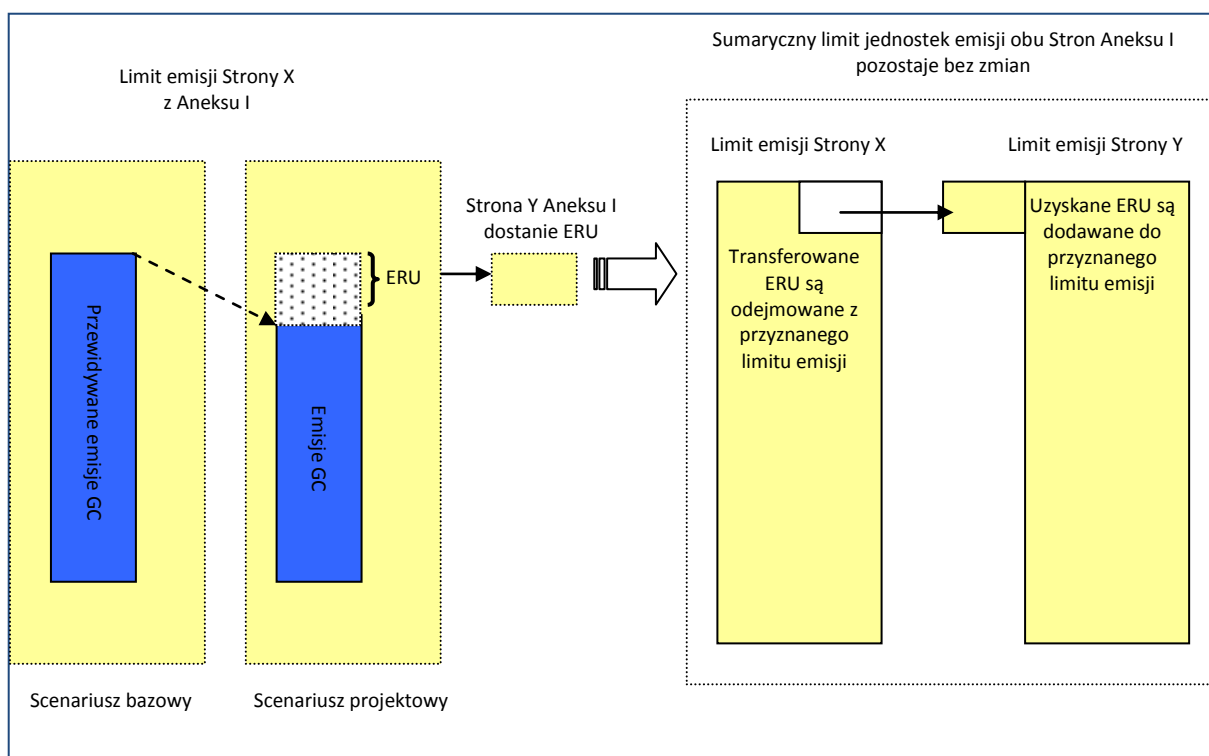 Limit emisji Strony X
z Aneksu I
Przewidywane emisje GC
Scenariusz bazowy
ERU
Emisje GC
Scenariusz projektowy
Strona Y Aneksu I
dostanie ERU
Sumaryczny limit jednostek emisji obu Stron Aneksu I
pozostaje bez zmian
Limit emisji Strony X
Transferowane
ERU są
odejmowane z
przyznanego
limitu emisji
Limit emisji Strony Y
Uzyskane ERU są
dodawane do
przyznanego
limitu emisji